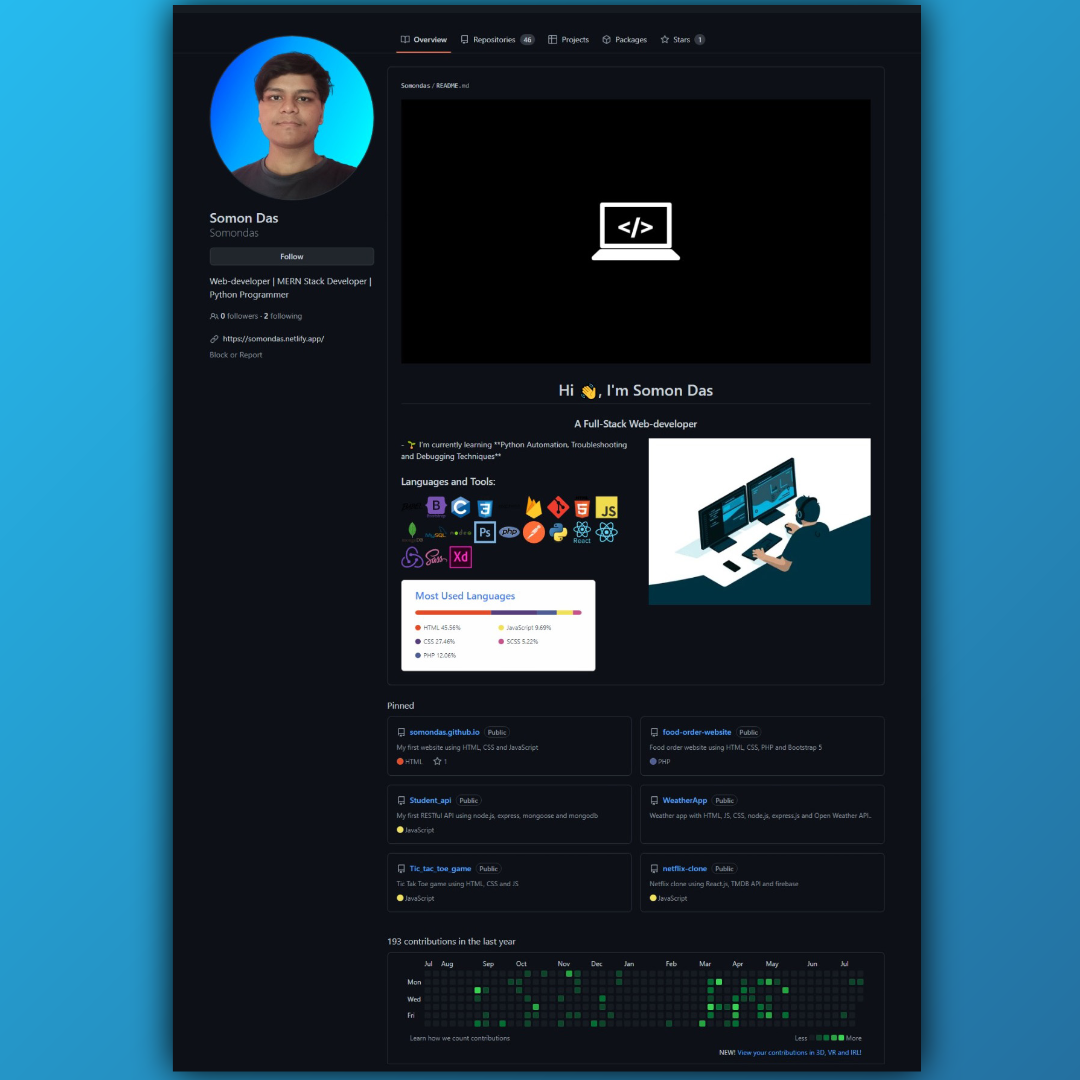 Overview
Repositories 46
Projects
Packages
Stars 1
Somon Das
Somondas
Follow
Web-developer | MERN Stack Developer |
Python Programmer
0 followers · 2 following
https://somondas.netlify.app/
Block or Report
Somondas / README.md
</>
Hi 👋, I'm Somon Das
A Full-Stack Web-developer
- 🌱 I'm currently learning **Python Automation, Troubleshooting
and Debugging Techniques**
Languages and Tools:
B
C
JS
MySQL
node
Ps
php
React
Sass
Xd
Most Used Languages
HTML 45.56%
JavaScript 9.69%
CSS 27.46%
SCSS 5.22%
PHP 12.06%
Pinned
somondas.github.io Public
My first website using HTML, CSS and JavaScript
HTML 1
food-order-website Public
Food order website using HTML, CSS, PHP and Bootstrap 5
PHP
Student_api Public
My first RESTful API using node.js, express, mongoose and mongodb
JavaScript
WeatherApp Public
Weather app with HTML, JS, CSS, node.js, express.js and Open Weather API..
Tic_tac_toe_game Public
Tic Tak Toe game using HTML, CSS and JS
JavaScript
netflix-clone Public
Netflix clone using React.js, TMDB API and firebase
JavaScript
193 contributions in the last year
Jul Aug Sep Oct Nov Dec Jan Feb Mar Apr May Jun Jul
Mon
Wed
Fri
Learn how we count contributions
Less More
NEW! View your contributions in 3D, VR and IRL!